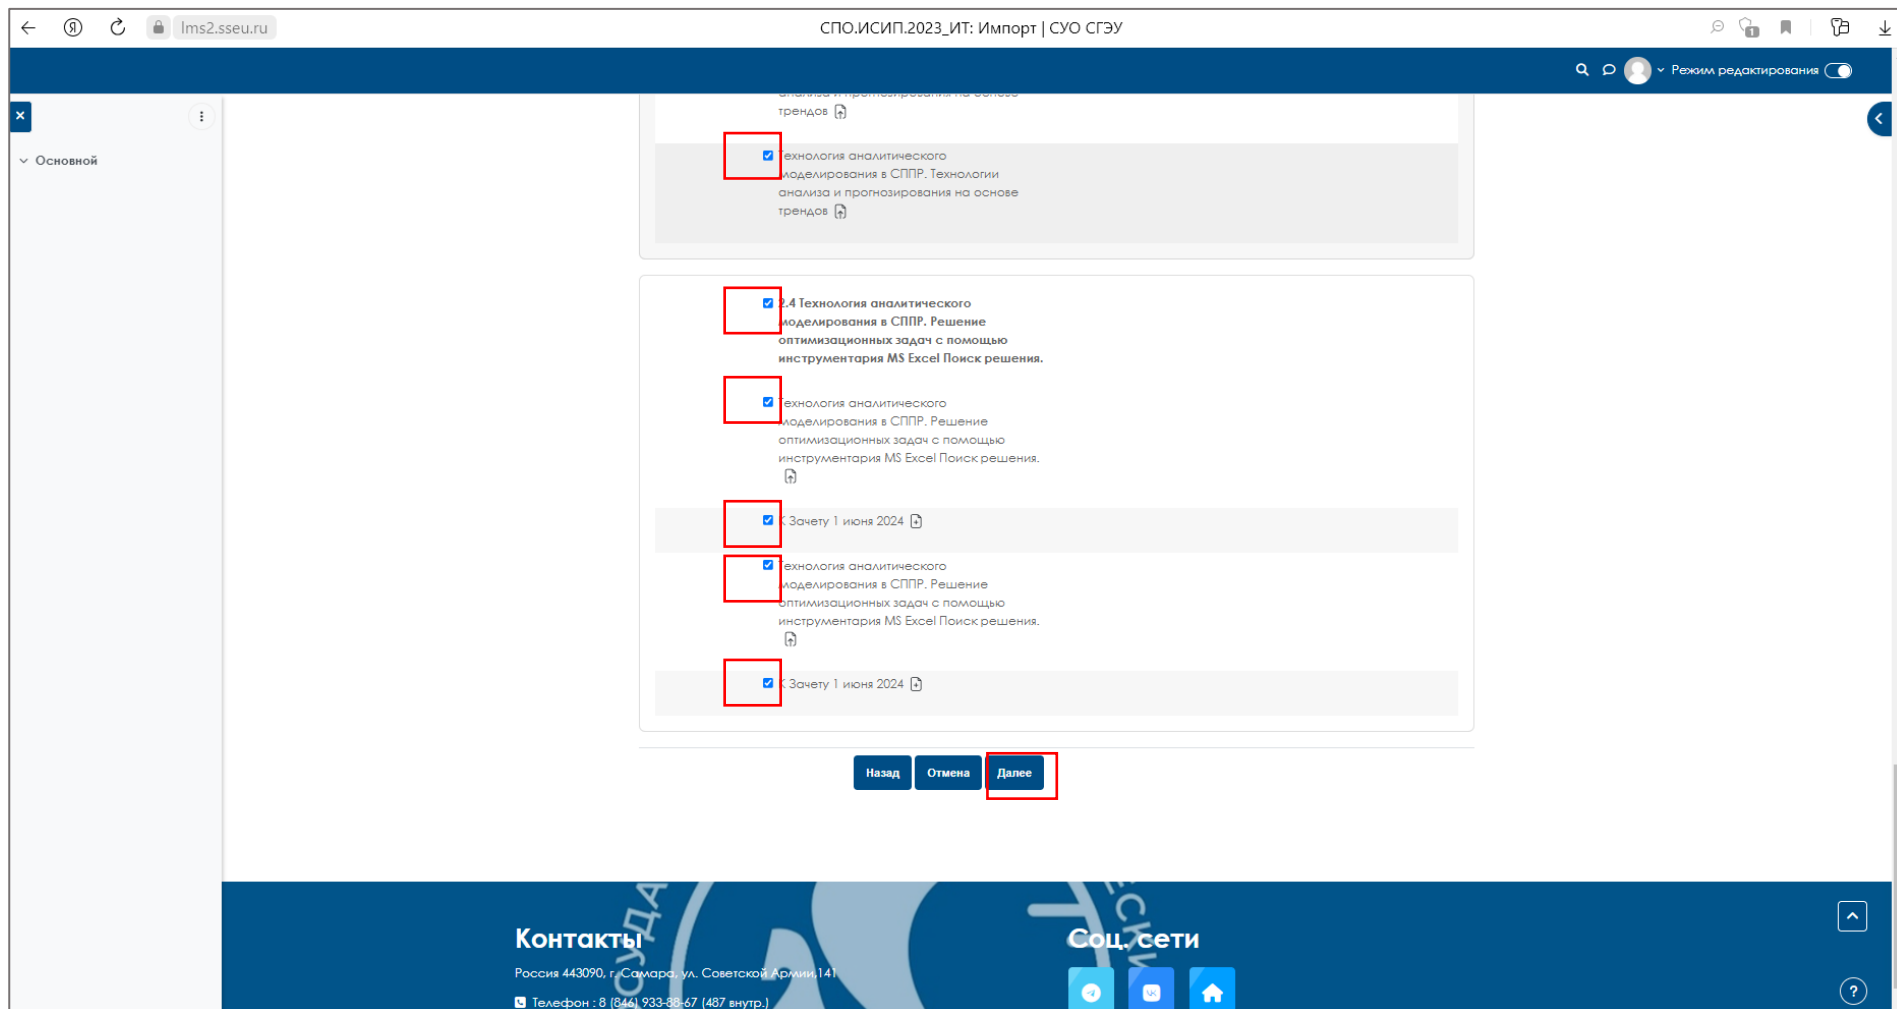 lms2.sseu.ru
СПО.ИСИП.2023_ИТ: Импорт | СУО СГЭУ
Режим редактирования
Основной
анализа и прогнозирования на основе
трендов
Технология аналитического
моделирования в СППР. Технологии
анализа и прогнозирования на основе
трендов
2.4 Технология аналитического
моделирования в СППР. Решение
оптимизационных задач с помощью
инструментария MS Excel Поиск решения.
Технология аналитического
моделирования в СППР. Решение
оптимизационных задач с помощью
инструментария MS Excel Поиск решения.
К Зачету 1 июня 2024
Технология аналитического
моделирования в СППР. Решение
оптимизационных задач с помощью
инструментария MS Excel Поиск решения.
К Зачету 1 июня 2024
Назад
Отмена
Далее
Контакты
Россия 443090, г. Самара, ул. Советской Армии,141
Телефон : 8 (846) 933-88-67 (487 внутр.)
Соц. сети